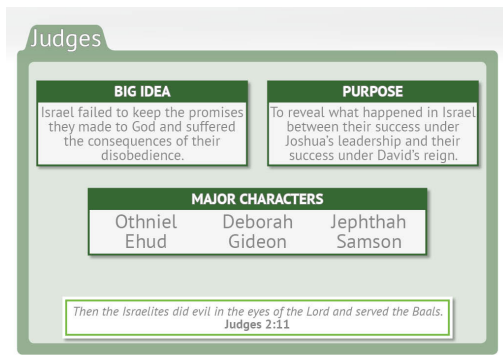 Judges
BIG IDEA
Israel failed to keep the promises
they made to God and suffered
the consequences of their
disobedience.
PURPOSE
To reveal what happened in Israel
between their success under
Joshua's leadership and their
success under David's reign.
MAJOR CHARACTERS
Othniel Deborah Jephthah
Ehud Gideon Samson
Then the Israelites did evil in the eyes of the Lord and served the Baals.
Judges 2:11